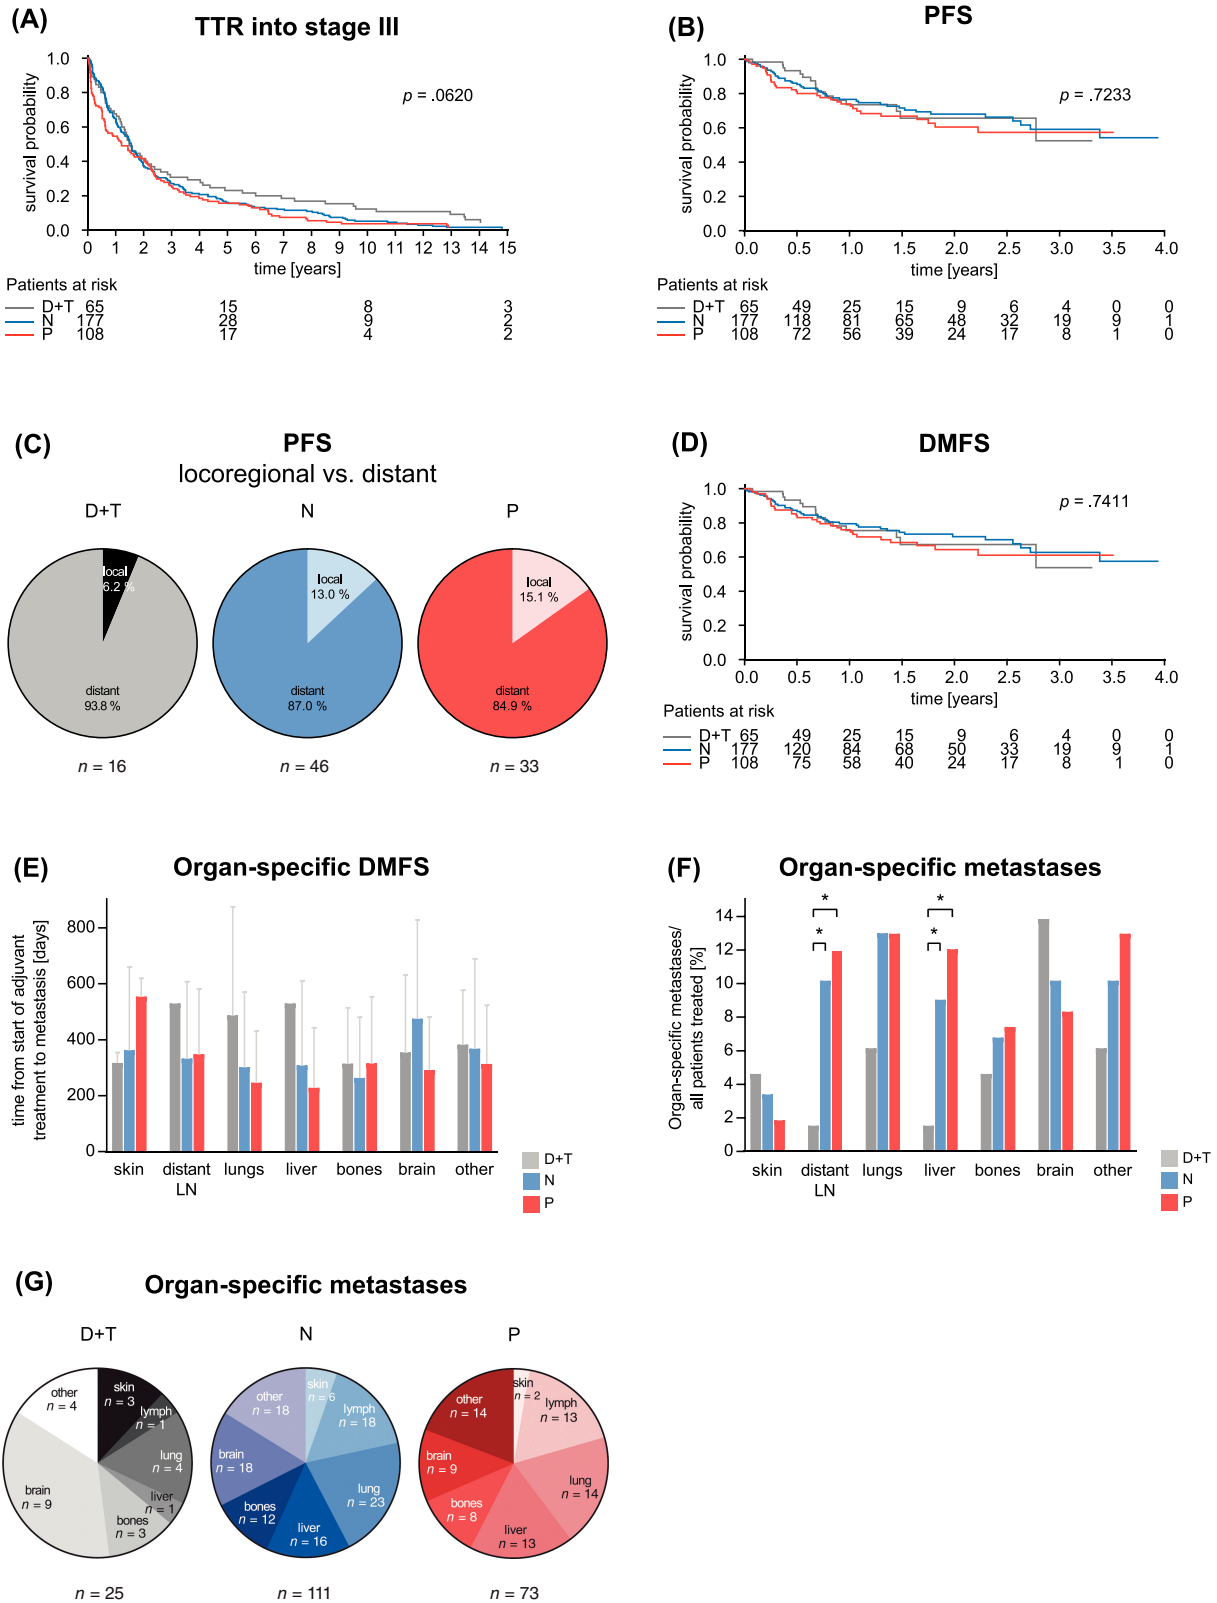 (A)
TTR into stage III
survival probability
1.0
0.8
0.6
0.4
0.2
0.0
p = .0620
0 1 2 3 4 5 6 7 8 9 10 11 12 13 14 15
time [years]
Patients at risk
D+T 65 15 8 3
N 177 28 9 2
P 108 17 4 2
(B)
PFS
survival probability
1.0
0.8
0.6
0.4
0.2
0.0
p = .7233
0.0 0.5 1.0 1.5 2.0 2.5 3.0 3.5 4.0
time [years]
Patients at risk
D+T 65 49 25 15 9 6 4 0 0
N 177 118 81 65 48 32 19 9 1
P 108 72 56 39 24 17 8 1 0
(C)
PFS
locoregional vs. distant
D+T N P
local
6.2 %
distant
93.8 %
n = 16
local
13.0 %
distant
87.0 %
n = 46
local
15.1 %
distant
84.9 %
n = 33
(D)
DMFS
survival probability
1.0
0.8
0.6
0.4
0.2
0.0
p = .7411
0.0 0.5 1.0 1.5 2.0 2.5 3.0 3.5 4.0
time [years]
Patients at risk
D+T 65 49 25 15 9 6 4 0 0
N 177 120 84 68 50 33 19 9 1
P 108 75 58 40 24 17 8 1 0
(E)
Organ-specific DMFS
time from start of adjuvant
treatment to metastasis [days]
800
600
400
200
0
skin distant lungs liver bones brain other
LN
D+T
N
P
(F)
Organ-specific metastases
Organ-specific metastases/
all patients treated [%]
14
12
10
8
6
4
2
0
* *
* *
skin distant lungs liver bones brain other
LN
D+T
N
P
(G)
Organ-specific metastases
D+T N P
skin
n = 3
lymph
n = 1
lung
n = 4
liver
n = 1
bones
n = 3
brain
n = 9
other
n = 4
n = 25
skin
n = 6
lymph
n = 18
lung
n = 23
liver
n = 16
bones
n = 12
brain
n = 18
other
n = 18
n = 111
skin
n = 2
lymph
n = 13
lung
n = 14
liver
n = 13
bones
n = 8
brain
n = 9
other
n = 14
n = 73